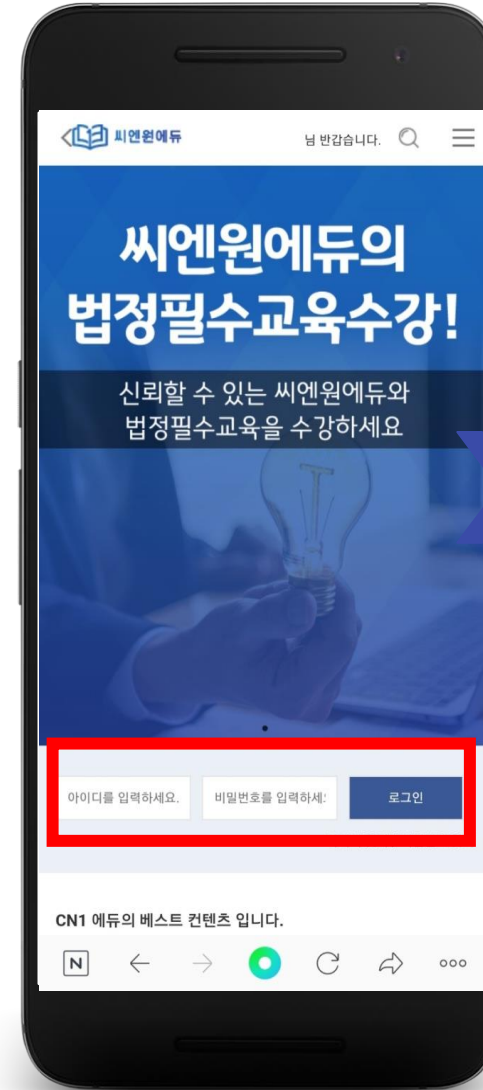 씨엔원에듀
님 반갑습니다.
씨엔원에듀의
법정필수교육수강!
신뢰할 수 있는 씨엔원에듀와
법정필수교육을 수강하세요
아이디를 입력하세요.
비밀번호를 입력하세:
로그인
CN1 에듀의 베스트 컨텐츠 입니다.
N